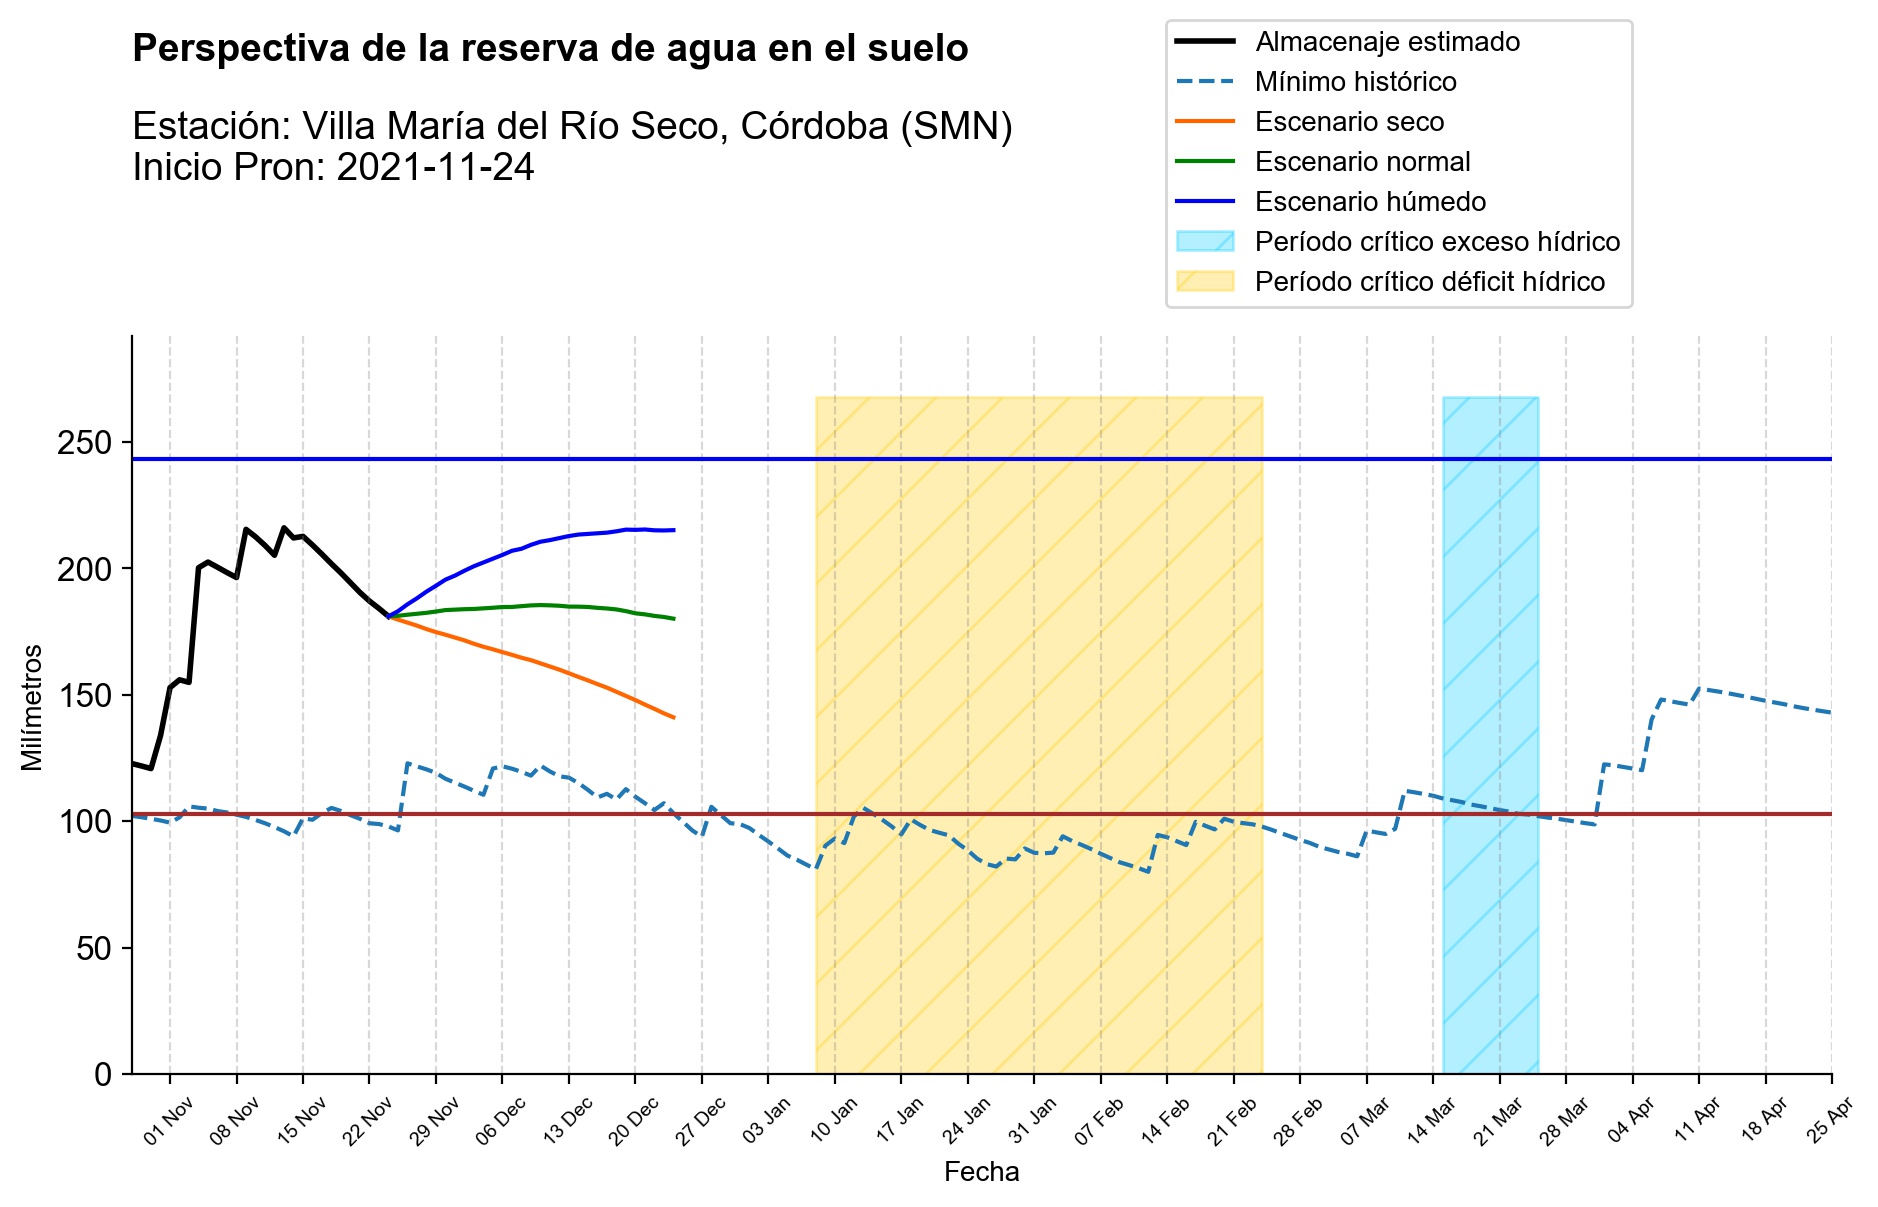 Perspectiva de la reserva de agua en el suelo
Estación: Villa María del Río Seco, Córdoba (SMN)
Inicio Pron: 2021-11-24
Almacenaje estimado
Mínimo histórico
Escenario seco
Escenario normal
Escenario húmedo
Período crítico exceso hídrico
Período crítico déficit hídrico
250
200
150
100
50
0
Milímetros
01 Nov
08 Nov
15 Nov
22 Nov
29 Nov
06 Dec
13 Dec
20 Dec
27 Dec
03 Jan
10 Jan
17 Jan
24 Jan
31 Jan
07 Feb
14 Feb
21 Feb
28 Feb
07 Mar
14 Mar
21 Mar
28 Mar
04 Apr
11 Apr
18 Apr
25 Apr
Fecha